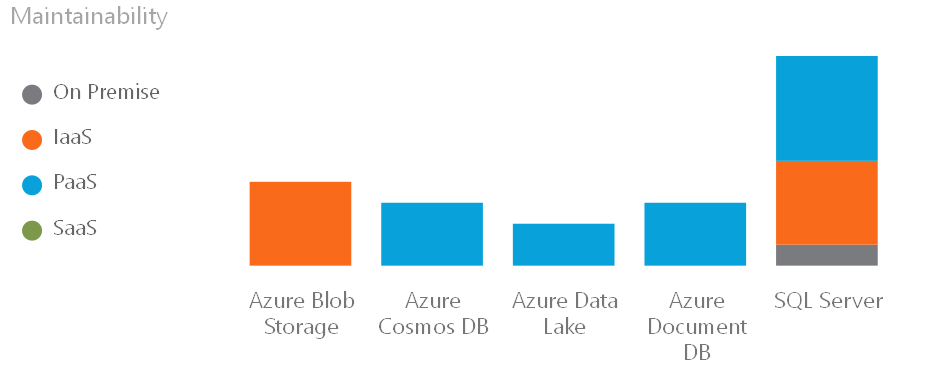 Maintainability
On Premise
IaaS
PaaS
SaaS
Azure Blob
Storage
Azure
Cosmos DB
Azure Data
Lake
Azure
Document
DB
SQL Server